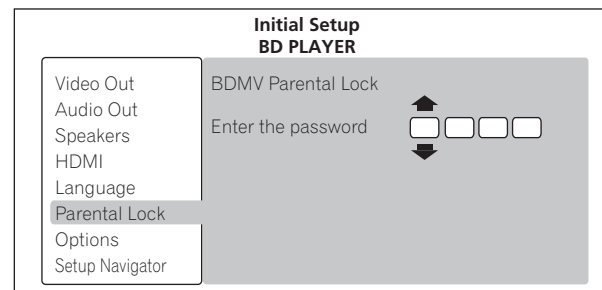 Initial Setup
BD PLAYER
Video Out
Audio Out
Speakers
HDMI
Language
Parental Lock
Options
Setup Navigator
BDMV Parental Lock
Enter the password